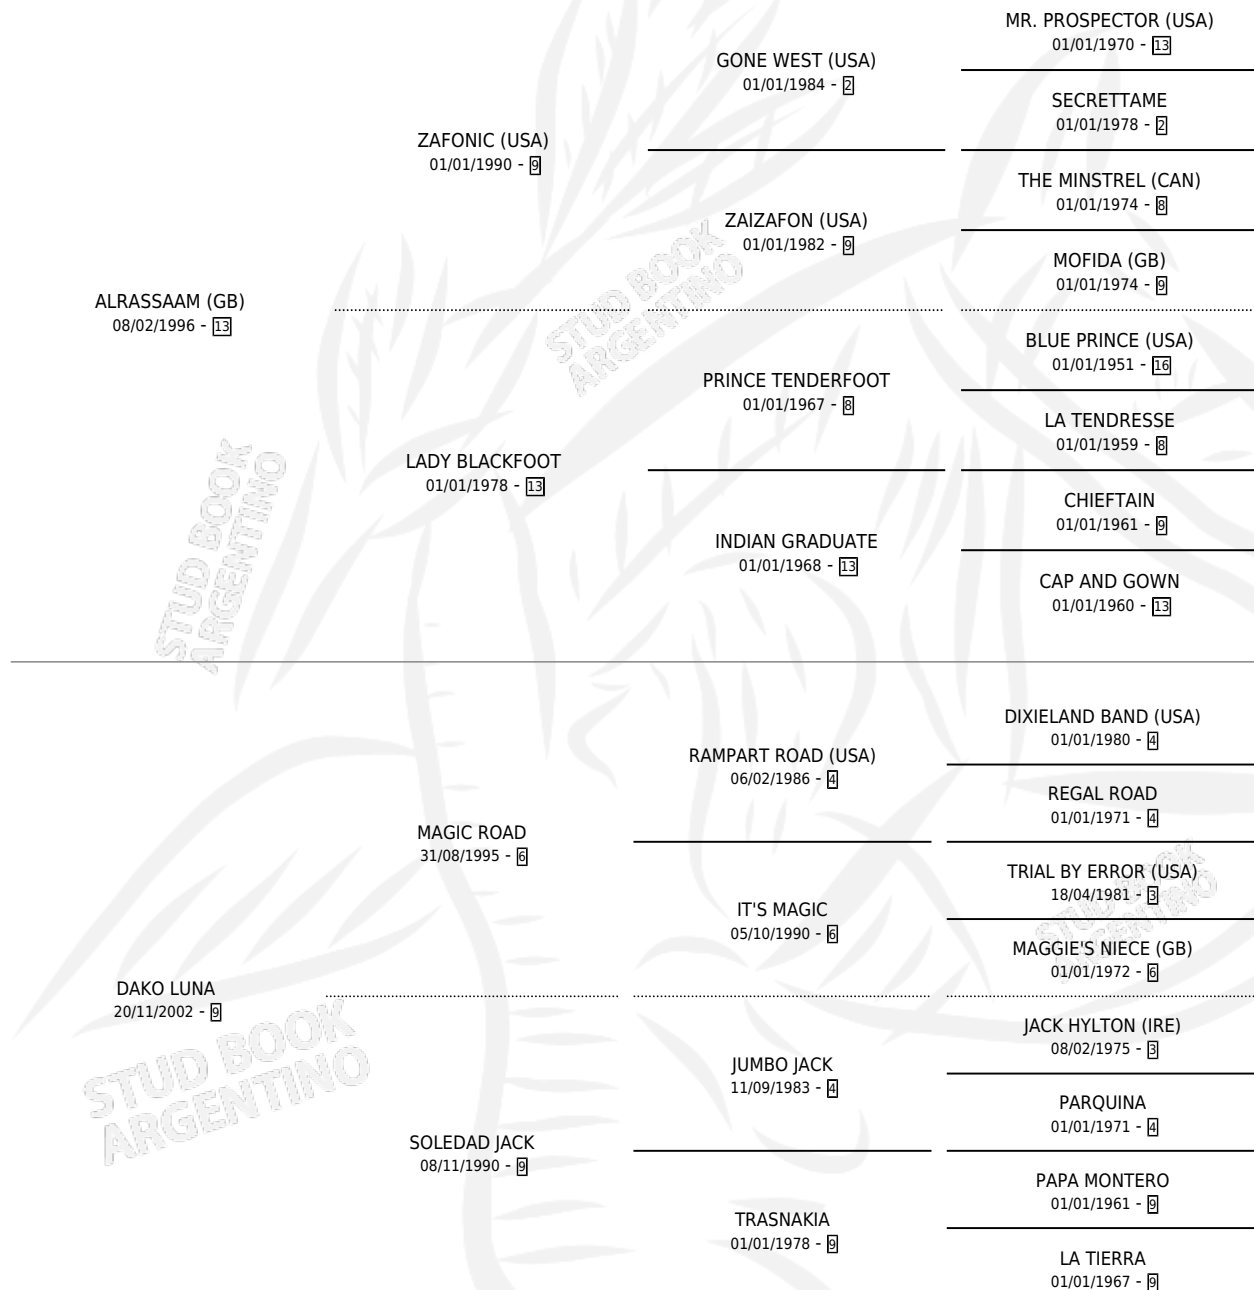 MR. PROSPECTOR (USA)
01/01/1970 - 13
GONE WEST (USA)
01/01/1984 - 2
SECRETTAME
01/01/1978 - 2
ZAFONIC (USA)
01/01/1990 - 9
THE MINSTREL (CAN)
01/01/1974 - 8
ZAIZAFON (USA)
01/01/1982 - 9
MOFIDA (GB)
01/01/1974 - 9
ALRASSAAM (GB)
08/02/1996 - 13
STUD BOOK
ARGENTINO
BLUE PRINCE (USA)
01/01/1951 - 16
PRINCE TENDERFOOT
01/01/1967 - 8
LA TENDRESSE
01/01/1959 - 8
LADY BLACKFOOT
01/01/1978 - 13
CHIEFTAIN
01/01/1961 - 9
INDIAN GRADUATE
01/01/1968 - 13
CAP AND GOWN
01/01/1960 - 13
STUD BOOK
ARGENTINO
DIXIELAND BAND (USA)
01/01/1980 - 4
RAMPART ROAD (USA)
06/02/1986 - 4
REGAL ROAD
01/01/1971 - 4
MAGIC ROAD
31/08/1995 - 6
TRIAL BY ERROR (USA)
18/04/1981 - 3
IT'S MAGIC
05/10/1990 - 6
MAGGIE'S NIECE (GB)
01/01/1972 - 6
STUD BOOK
ARGENTINO
DAKO LUNA
20/11/2002 - 9
JACK HYLTON (IRE)
08/02/1975 - 3
STUD BOOK
ARGENTINO
JUMBO JACK
11/09/1983 - 4
PARQUINA
01/01/1971 - 4
SOLEDAD JACK
08/11/1990 - 9
PAPA MONTERO
01/01/1961 - 9
TRASNAKIA
01/01/1978 - 9
LA TIERRA
01/01/1967 - 9